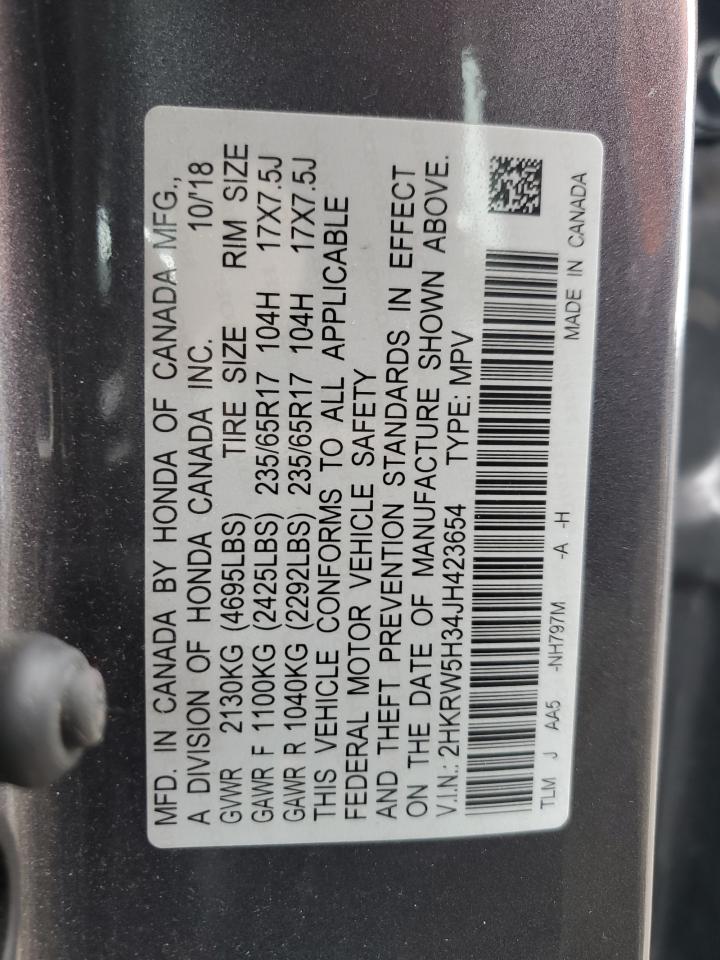 MFD. IN CANADA BY HONDA OF CANADA MFG.,
A DIVISION OF HONDA CANADA INC. 10/'18
GVWR 2130KG (4695LBS) TIRE SIZE RIM SIZE
GAWR F 1100KG (2425LBS) 235/65R17 104H 17X7.5J
GAWR R 1040KG (2292LBS) 235/65R17 104H 17X7.5J
THIS VEHICLE CONFORMS TO ALL APPLICABLE
FEDERAL MOTOR VEHICLE SAFETY
AND THEFT PREVENTION STANDARDS IN EFFECT
ON THE DATE OF MANUFACTURE SHOWN ABOVE.
V.I.N.: 2HKRW5H34JH423654 TYPE: MPV
TLM J AA5 -NH797M -A -H
MADE IN CANADA